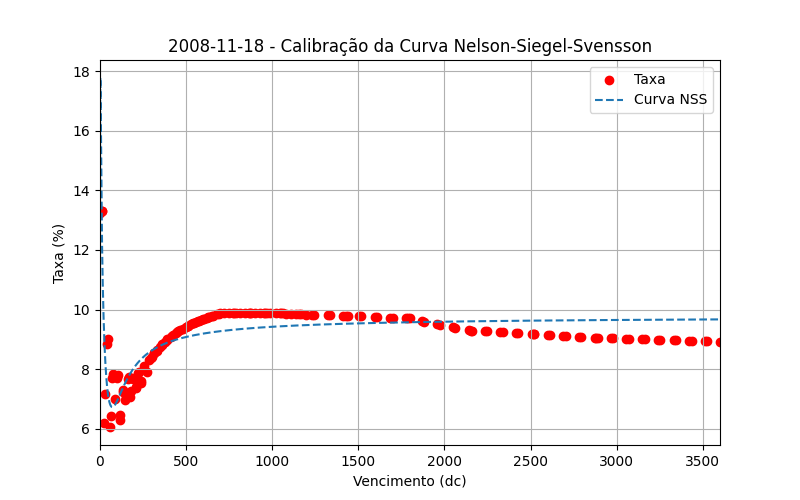 2008-11-18 - Calibração da Curva Nelson-Siegel-Svensson
Taxa
Curva NSS
Taxa (%)
18
16
14
12
10
8
6
0 500 1000 1500 2000 2500 3000 3500
Vencimento (dc)